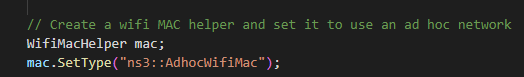 // Create a wifi MAC helper and set it to use an ad hoc network
WifiMacHelper mac;
mac.SetType("ns3::AdhocWifiMac");